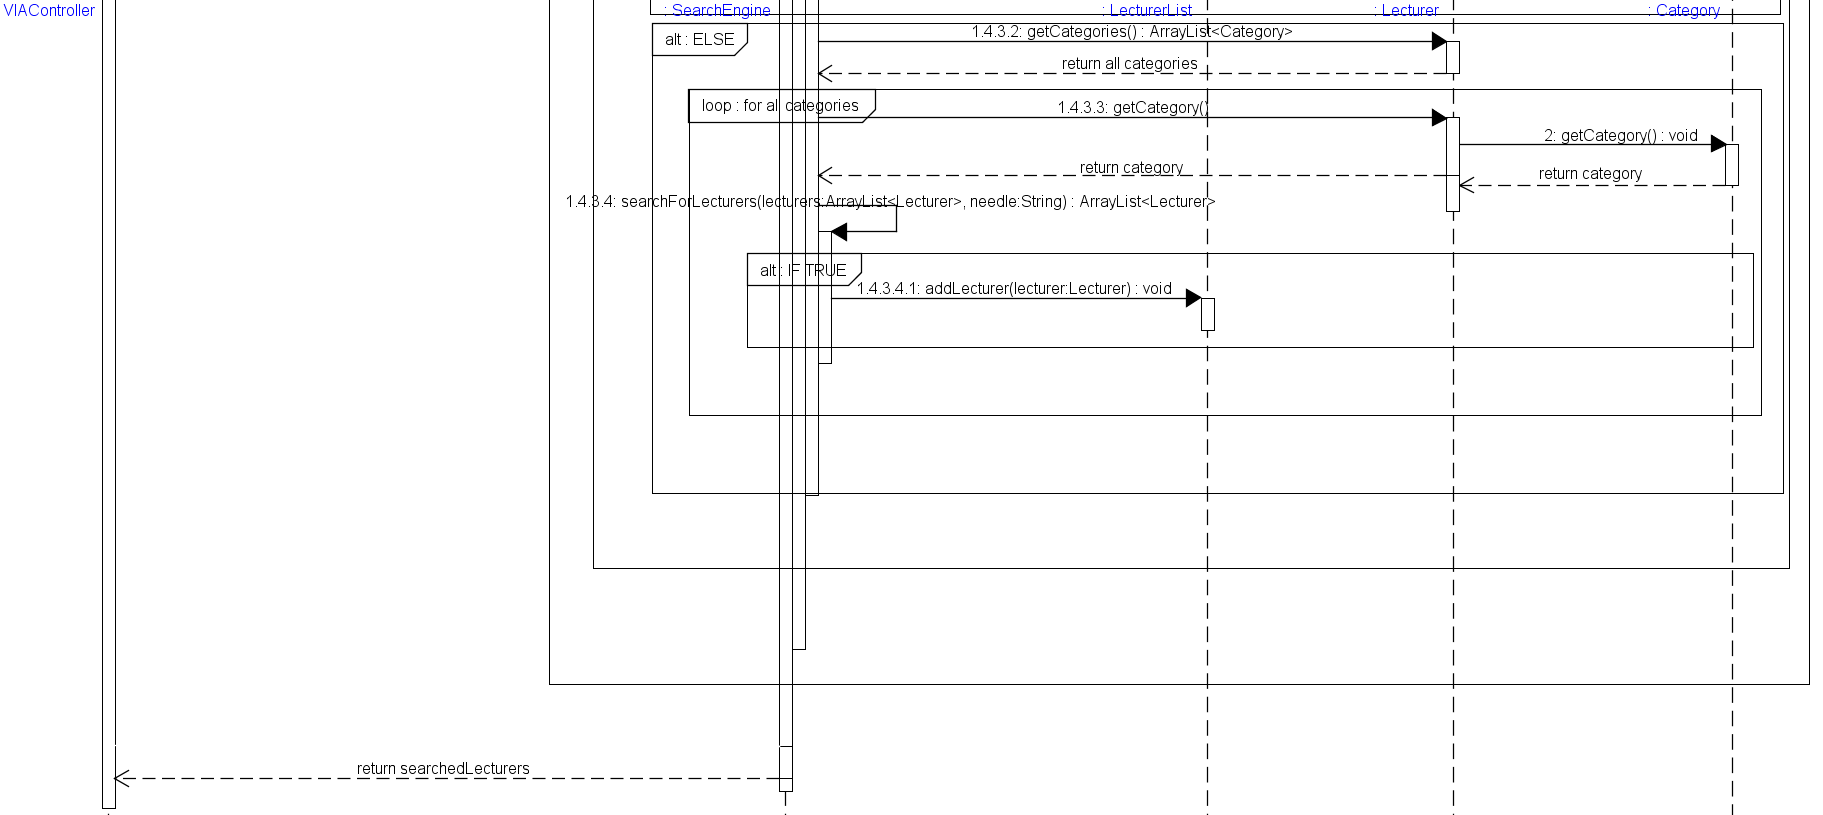 VIAController
: SearchEngine
: LecturerList
: Lecturer
: Category
alt : ELSE
1.4.3.2: getCategories() : ArrayList<Category>
return all categories
loop : for all categories
1.4.3.3: getCategory()
2: getCategory() : void
return category
return category
1.4.3.4: searchForLecturers(lecturers:ArrayList<Lecturer>, needle:String) : ArrayList<Lecturer>
alt : IF TRUE
1.4.3.4.1: addLecturer(lecturer:Lecturer) : void
return searchedLecturers